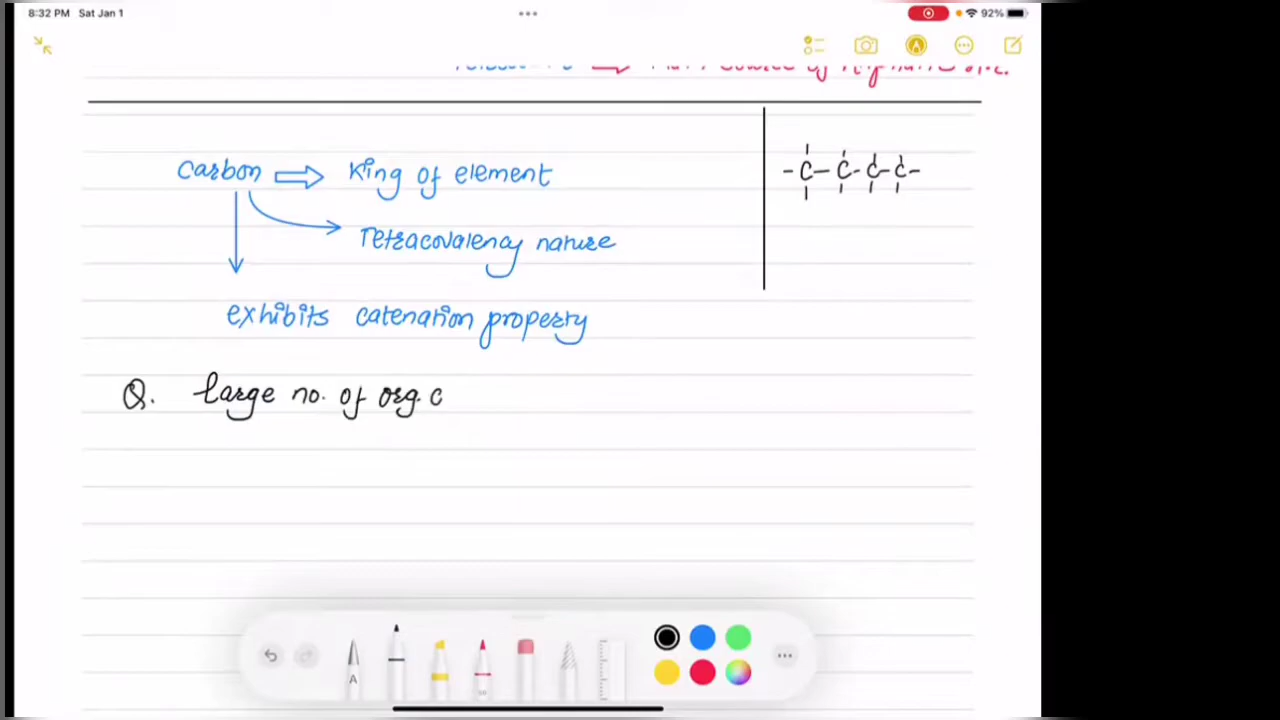 8:32 PM Sat Jan 1
92%
Carbon ⇒ King of element
Tetracovalency nature
exhibits catenation property
- C - C - C - C -
Q. large no. of org. c
A
50